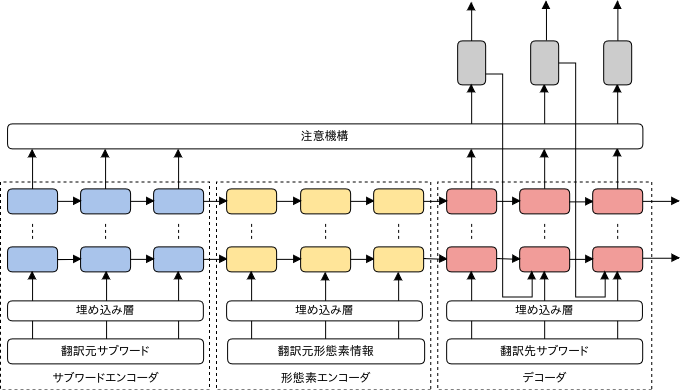 注意機構
埋め込み層
埋め込み層
埋め込み層
翻訳元サブワード
翻訳元形態素情報
翻訳先サブワード
サブワードエンコーダ
形態素エンコーダ
デコーダ